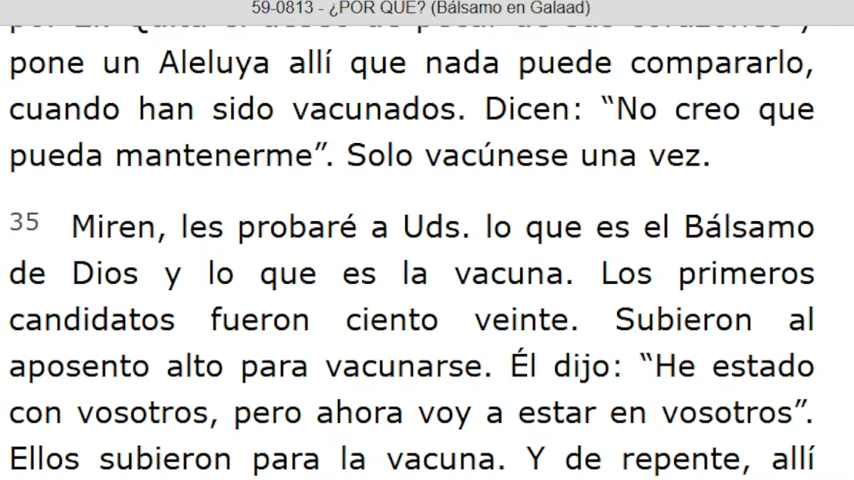 59-0813 - ¿POR QUE? (Bálsamo en Galaad)
pone un Aleluya allí que nada puede compararlo,
cuando han sido vacunados. Dicen: “No creo que
pueda mantenerme”. Solo vacúnese una vez.
35 Miren, les probaré a Uds. lo que es el Bálsamo
de Dios y lo que es la vacuna. Los primeros
candidatos fueron ciento veinte. Subieron al
aposento alto para vacunarse. Él dijo: “He estado
con vosotros, pero ahora voy a estar en vosotros”.
Ellos subieron para la vacuna. Y de repente, allí